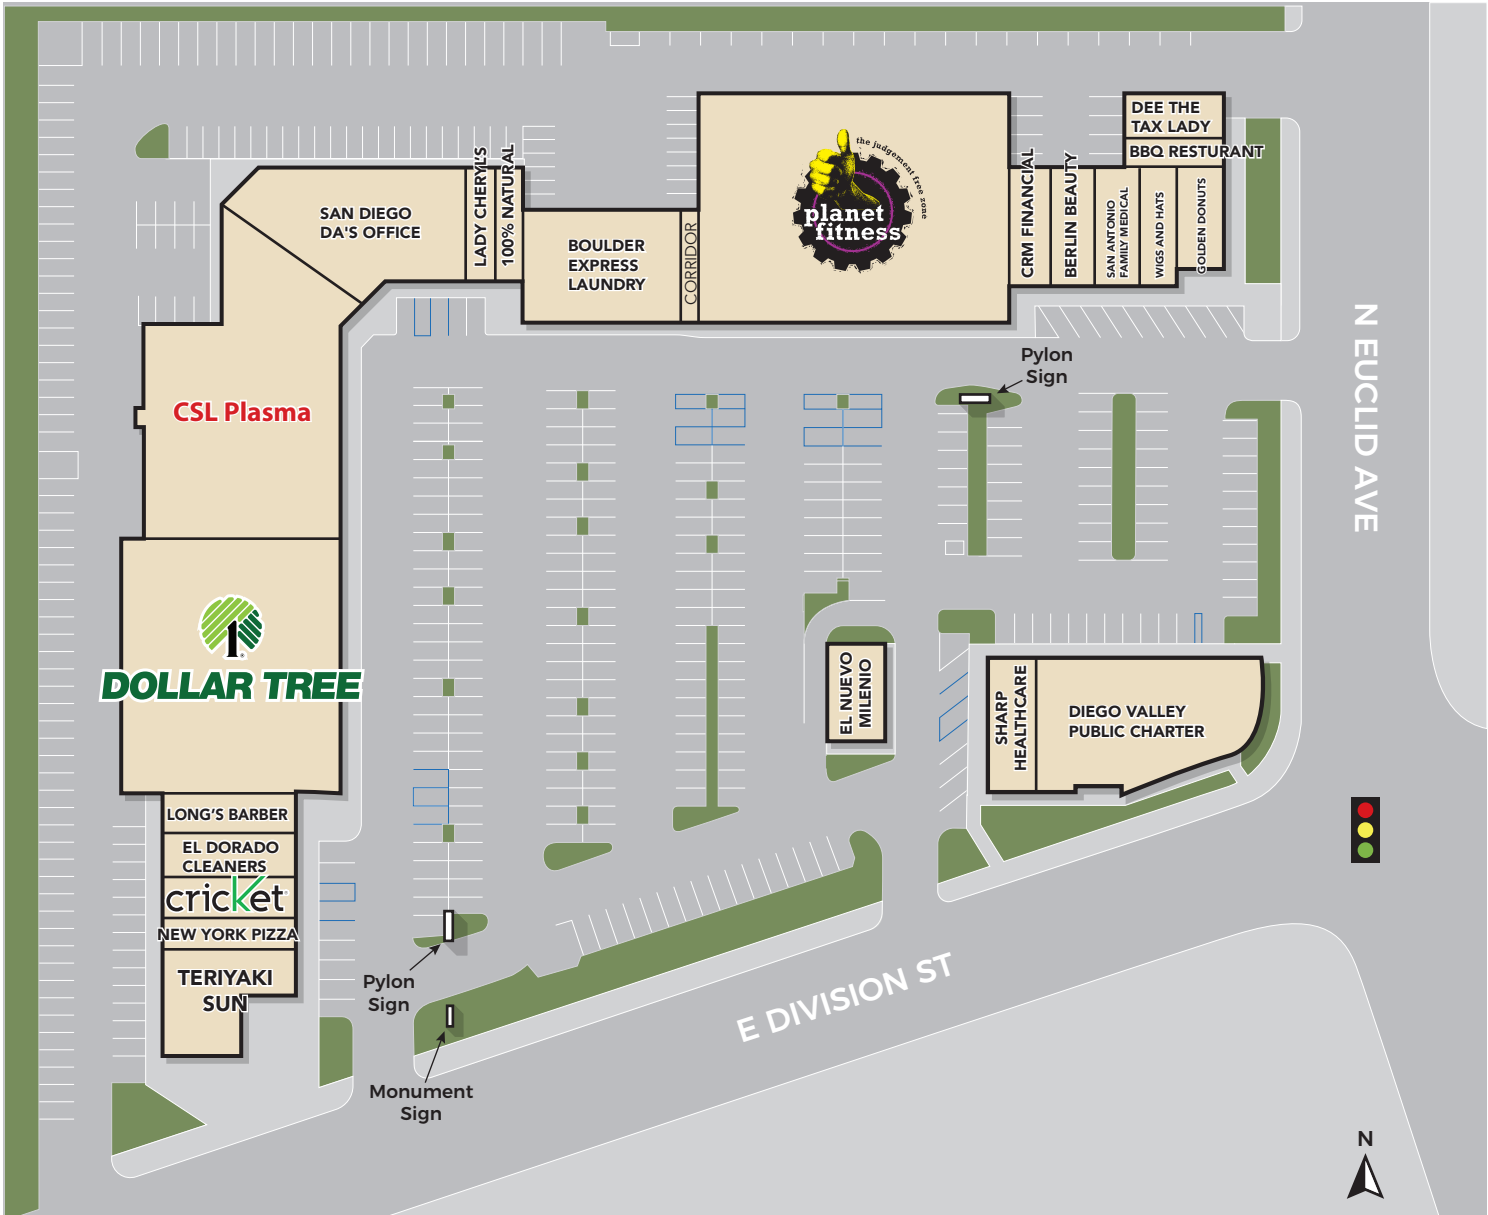 DEE THE
TAX LADY
BBQ RESTURANT
the judgement free zone
planet
fitness
SAN DIEGO
DA'S OFFICE
LADY CHERYL'S
100% NATURAL
BOULDER
EXPRESS
LAUNDRY
CORRIDOR
CRM FINANCIAL
BERLIN BEAUTY
SAN ANTONIO
FAMILY MEDICAL
WIGS AND HATS
GOLDEN DONUTS
N EUCLID AVE
Pylon
Sign
CSL Plasma
1
DOLLAR TREE
EL NUEVO
MILENIO
SHARP
HEALTHCARE
DIEGO VALLEY
PUBLIC CHARTER
LONG'S BARBER
EL DORADO
CLEANERS
cricket
NEW YORK PIZZA
TERIYAKI
SUN
Pylon
Sign
E DIVISION ST
Monument
Sign
N